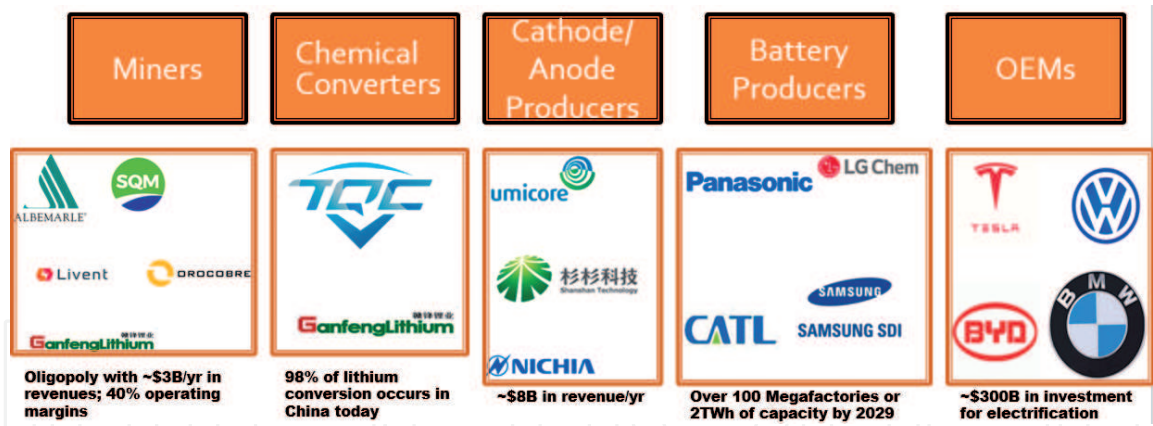 Miners
Chemical
Converters
Cathode/
Anode
Producers
Battery
Producers
OEMs
ALBEMARLE
SQM
Livent
OROCOBRE
赣锋锂业
GanfengLithium
Oligopoly with ~$3B/yr in
revenues; 40% operating
margins
TQC
赣锋锂业
GanfengLithium
98% of lithium
conversion occurs in
China today
umicore
杉杉科技
Shanshan Technology
NICHIA
~$8B in revenue/yr
Panasonic
LG Chem
SAMSUNG
CATL
SAMSUNG SDI
Over 100 Megafactories or
2TWh of capacity by 2029
TESLA
VW
BMW
BYD
~$300B in investment
for electrification